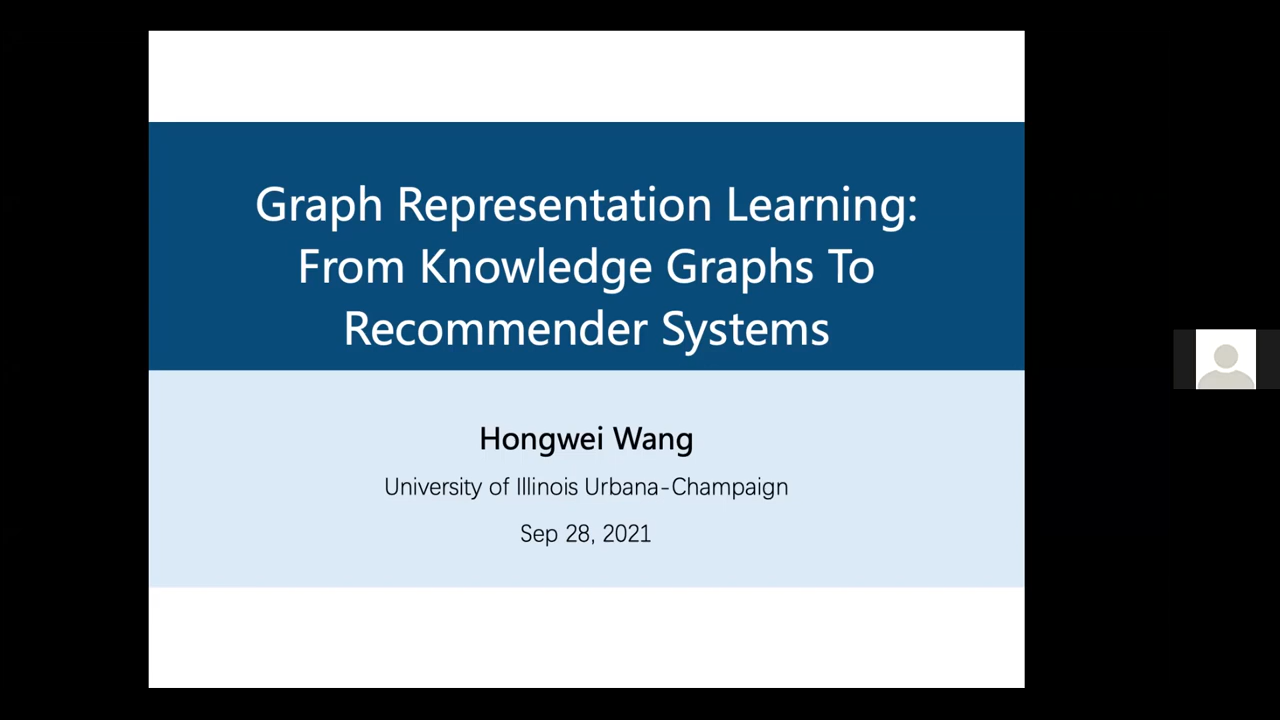 Graph Representation Learning:
From Knowledge Graphs To
Recommender Systems
Hongwei Wang
University of Illinois Urbana-Champaign
Sep 28, 2021